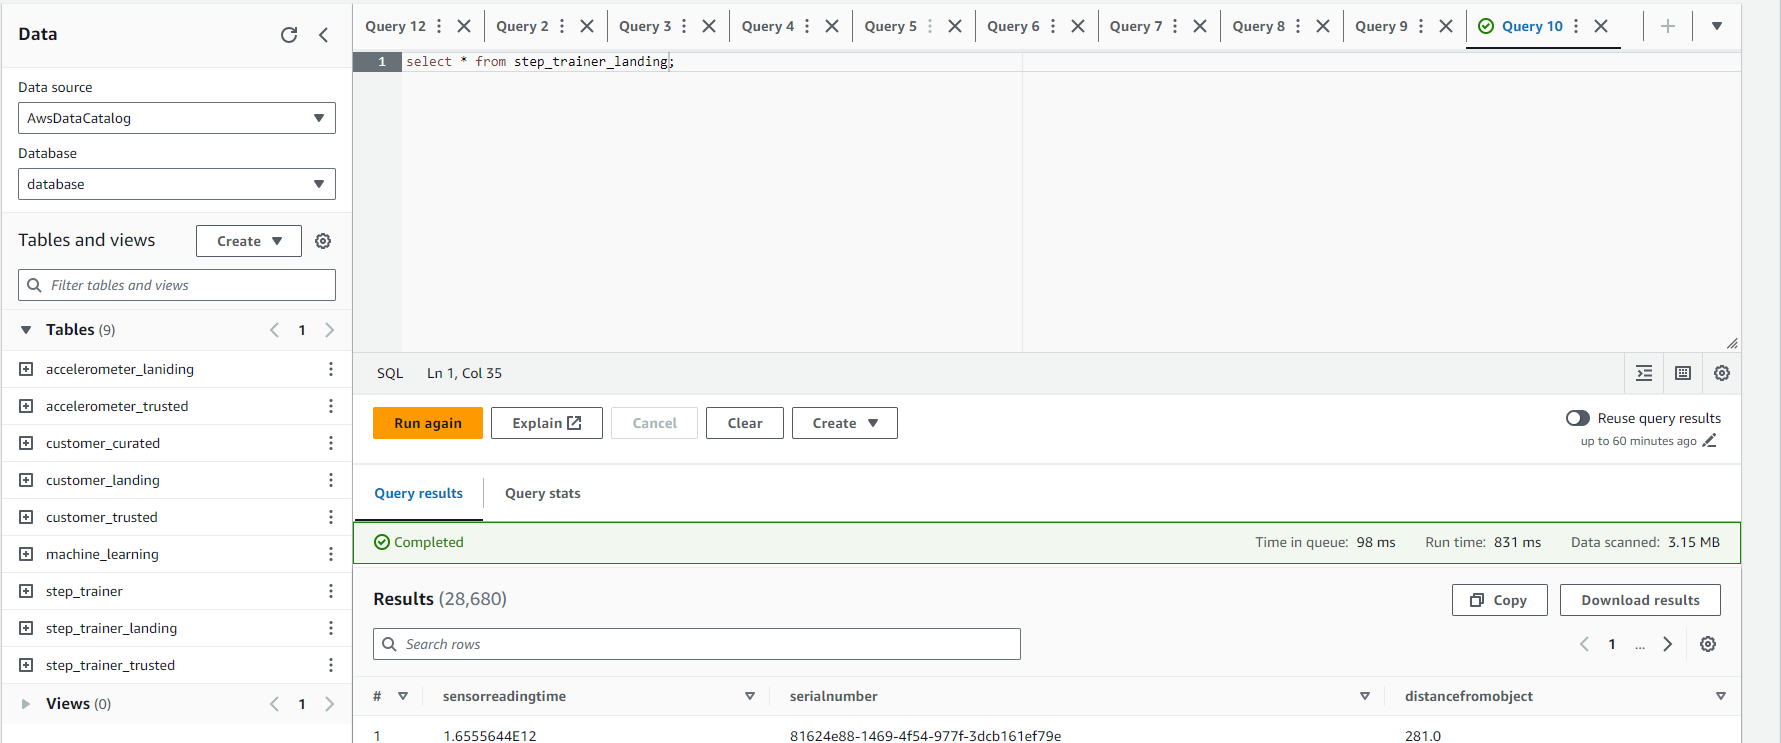 Data
Data source
AwsDataCatalog
Database
database
Tables and views
Create
Filter tables and views
Tables (9)
1
accelerometer_laniding
accelerometer_trusted
customer_curated
customer_landing
customer_trusted
machine_learning
step_trainer
step_trainer_landing
step_trainer_trusted
Views (0)
1
Query 12 Query 2 Query 3 Query 4 Query 5 Query 6 Query 7 Query 8 Query 9 Query 10
1 select * from step_trainer_landing;
SQL Ln 1, Col 35
Run again Explain Cancel Clear Create
Reuse query results
up to 60 minutes ago
Query results Query stats
Completed Time in queue: 98 ms Run time: 831 ms Data scanned: 3.15 MB
Results (28,680) Copy Download results
Search rows 1 ...
# sensorreadingtime serialnumber distancefromobject
1 1.6555644E12 81624e88-1469-4f54-977f-3dcb161ef79e 281.0